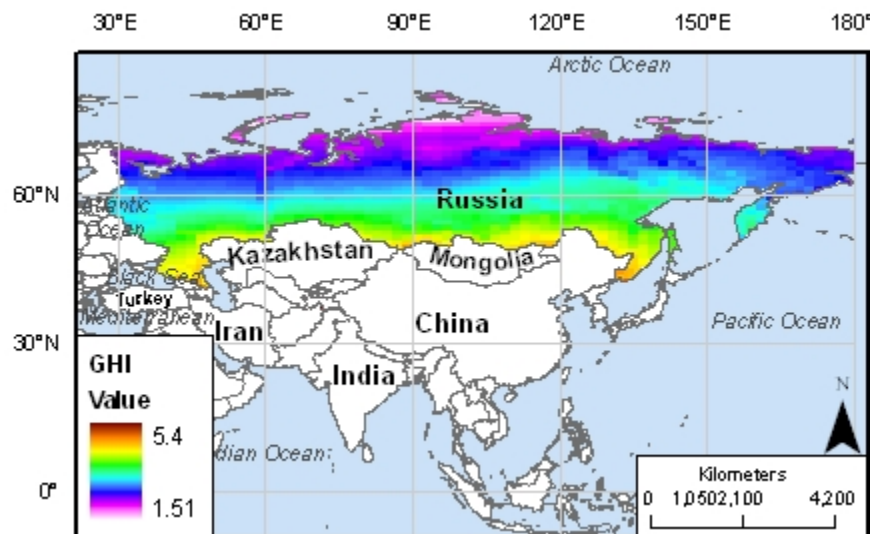 30°E 60°E 90°E 120°E 150°E 180°
Arctic Ocean
60°N
Russia
Atlantic
Ocean
Kazakhstan
Mongolia
Black Sea
Turkey
Mediterranean
Iran
China
Pacific Ocean
30°N
India
GHI
Value
5.4
1.51
N
dian Ocean
0°
Kilometers
0 1,0502,100 4,200